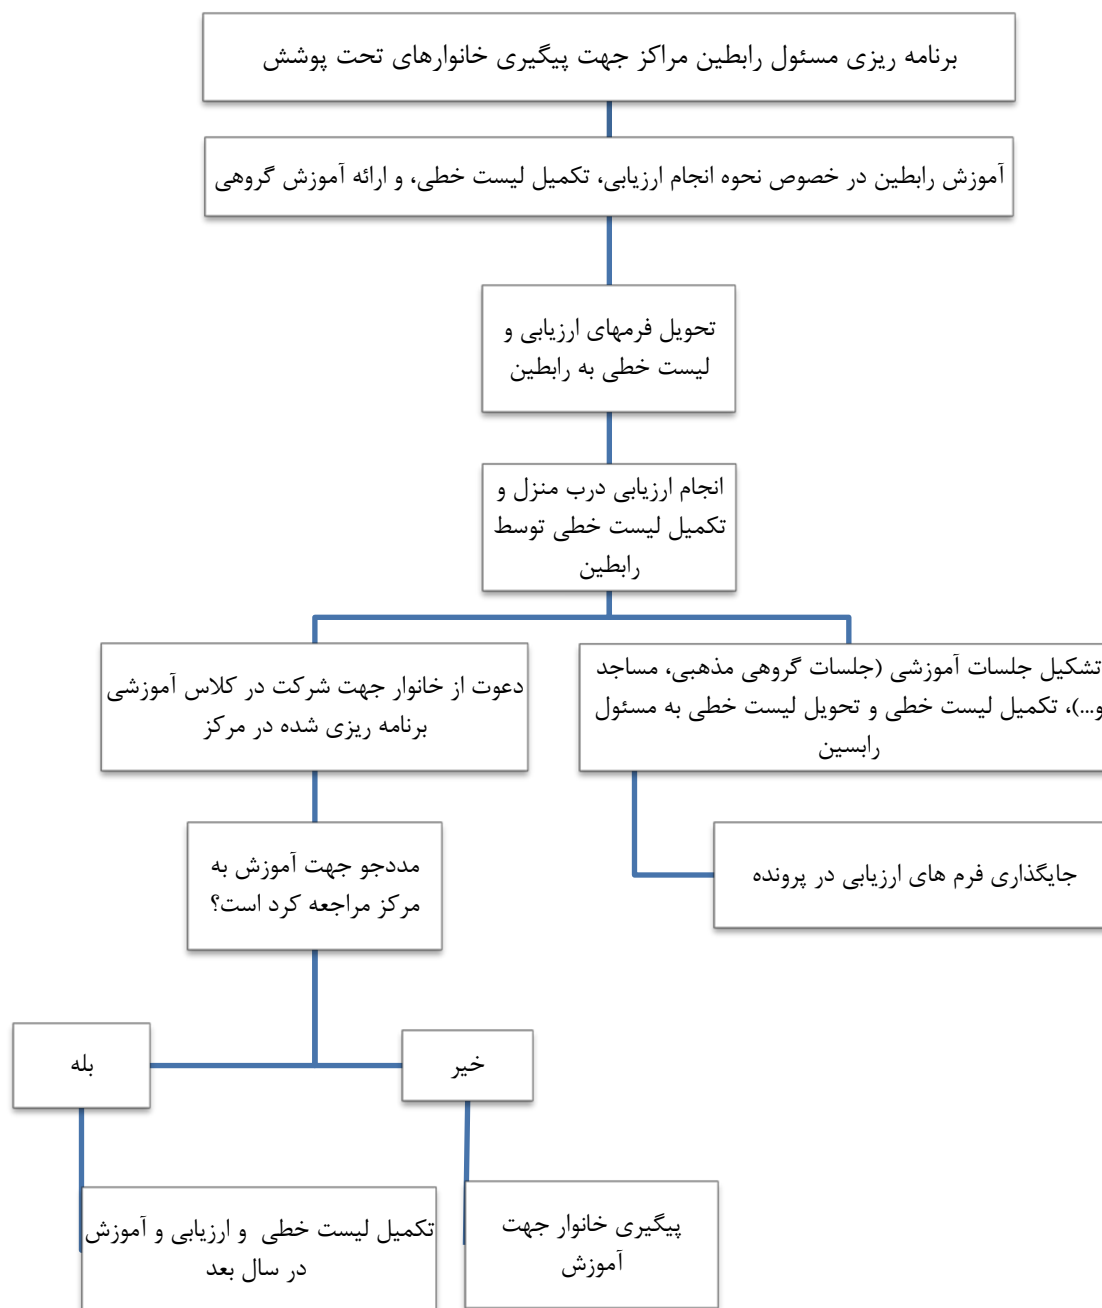 برنامه ریزی مسئول رابطین مراکز جهت پیگیری خانوارهای تحت پوشش
آموزش رابطین در خصوص نحوه انجام ارزیابی، تکمیل لیست خطی، و ارائه آموزش گروهی
تحویل فرمهای ارزیابی و
لیست خطی به رابطین
انجام ارزیابی درب منزل و
تکمیل لیست خطی توسط
رابطین
تشکیل جلسات آموزشی (جلسات گروهی مذهبی، مساجد
و...)، تکمیل لیست خطی و تحویل لیست خطی به مسئول
رابسین
دعوت از خانوار جهت شرکت در کلاس آموزشی
برنامه ریزی شده در مرکز
جایگذاری فرم های ارزیابی در پرونده
مددجو جهت آموزش به
مرکز مراجعه کرد است؟
خیر
بله
پیگیری خانوار جهت
آموزش
تکمیل لیست خطی و ارزیابی و آموزش
در سال بعد